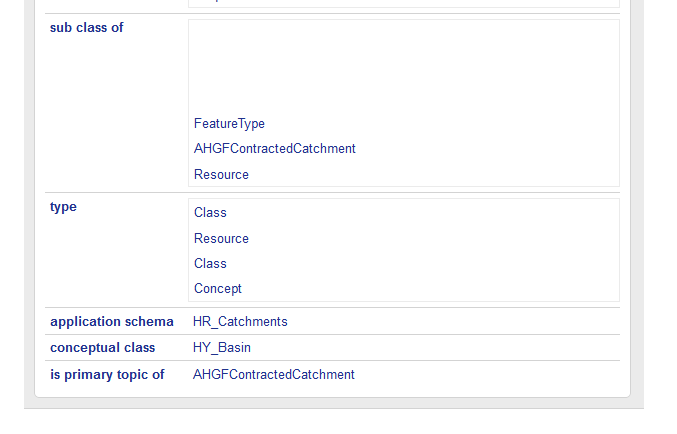 sub class of
FeatureType
AHGFContractedCatchment
Resource
type
Class
Resource
Class
Concept
application schema HR_Catchments
conceptual class HY_Basin
is primary topic of AHGFContractedCatchment